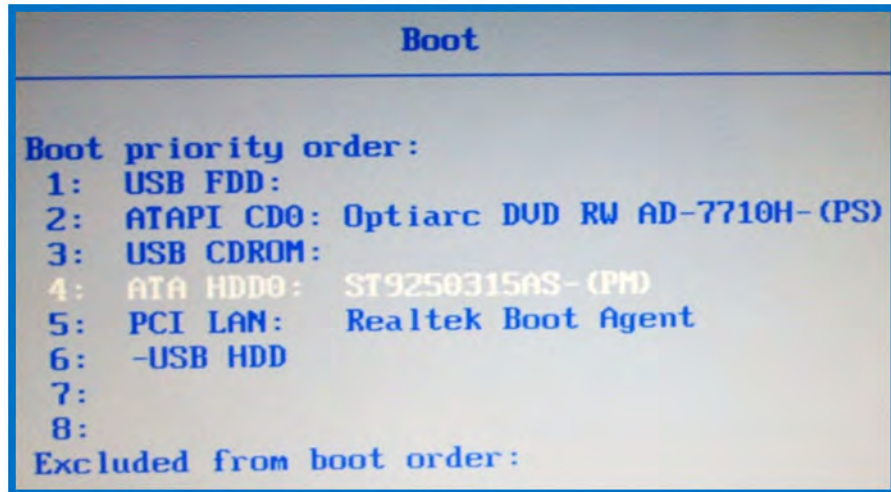 Boot
Boot priority order:
1: USB FDD:
2: ATAPI CD0: Optiarc DVD RW AD-7710H-(PS)
3: USB CDROM:
4: ATA HDD0: ST9250315AS-(PM)
5: PCI LAN: Realtek Boot Agent
6: -USB HDD
7:
8:
Excluded from boot order: